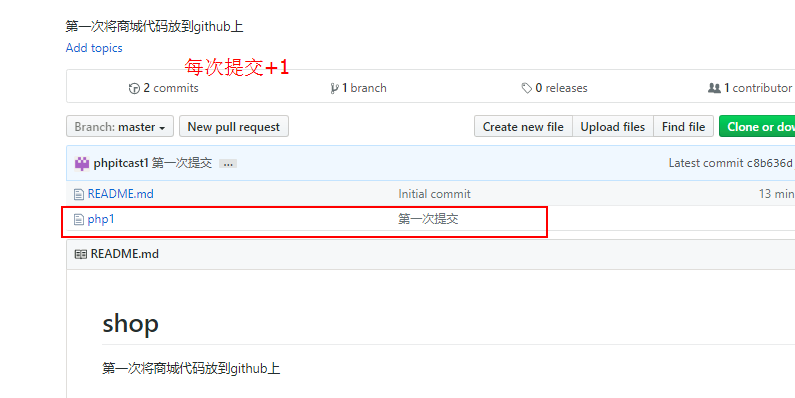 第一次将商城代码放到github上
Add topics
每次提交+1
2 commits 1 branch 0 releases 1 contributor
Branch: master New pull request Create new file Upload files Find file Clone or dow
phpitcast1 第一次提交 ... Latest commit c8b636d
README.md Initial commit 13 min
php1 第一次提交
README.md
shop
第一次将商城代码放到github上